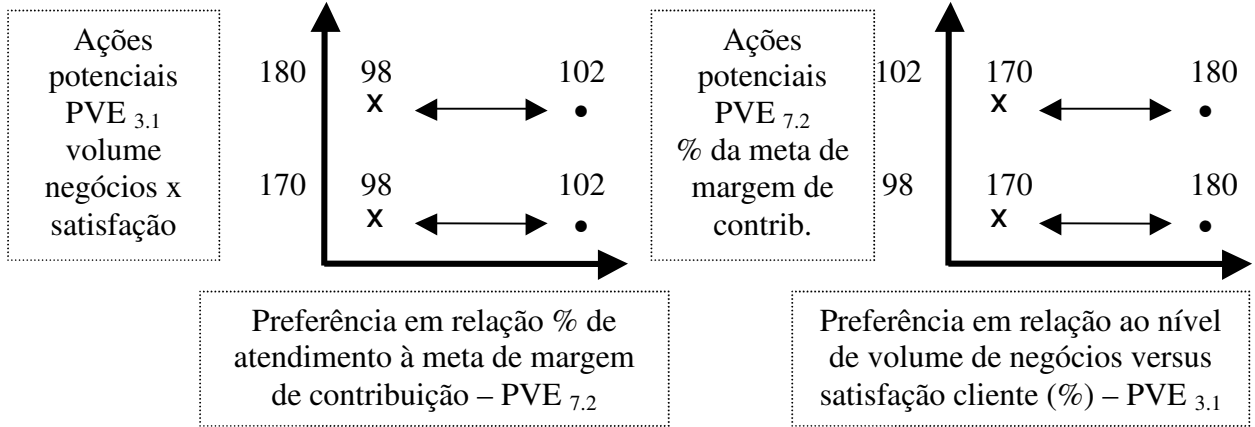 Ações
potenciais
PVE 3.1
volume
negócios x
satisfação
180 98 102
x •
170 98 102
x •
Preferência em relação % de
atendimento à meta de margem
de contribuição – PVE 7.2
Ações
potenciais
PVE 7.2
% da meta de
margem de
contrib.
102 170 180
x •
98 170 180
x •
Preferência em relação ao nível
de volume de negócios versus
satisfação cliente (%) – PVE 3.1